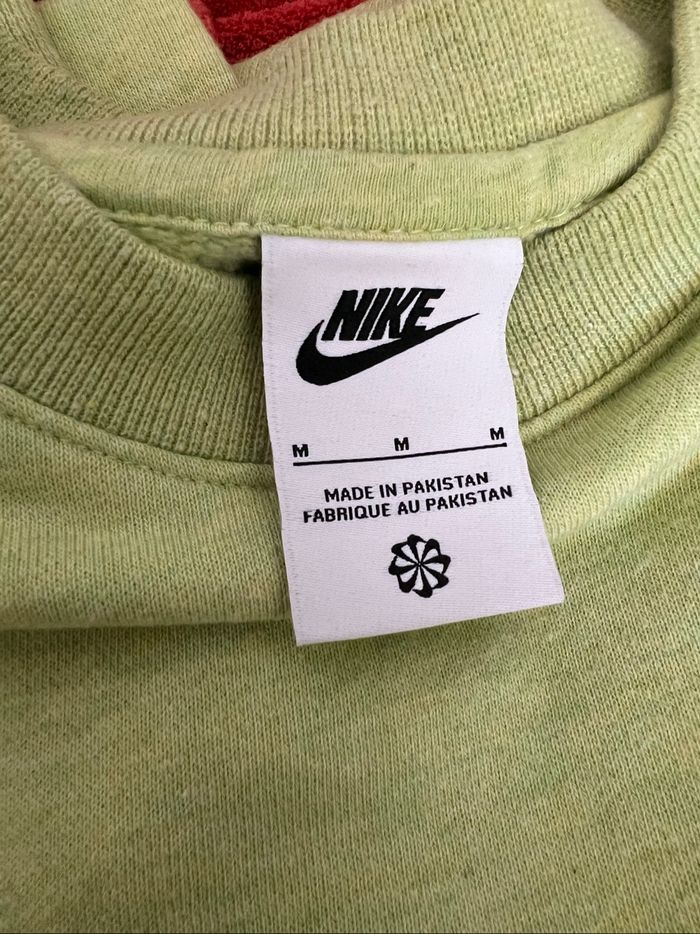 NIKE
M M M
MADE IN PAKISTAN
FABRIQUE AU PAKISTAN